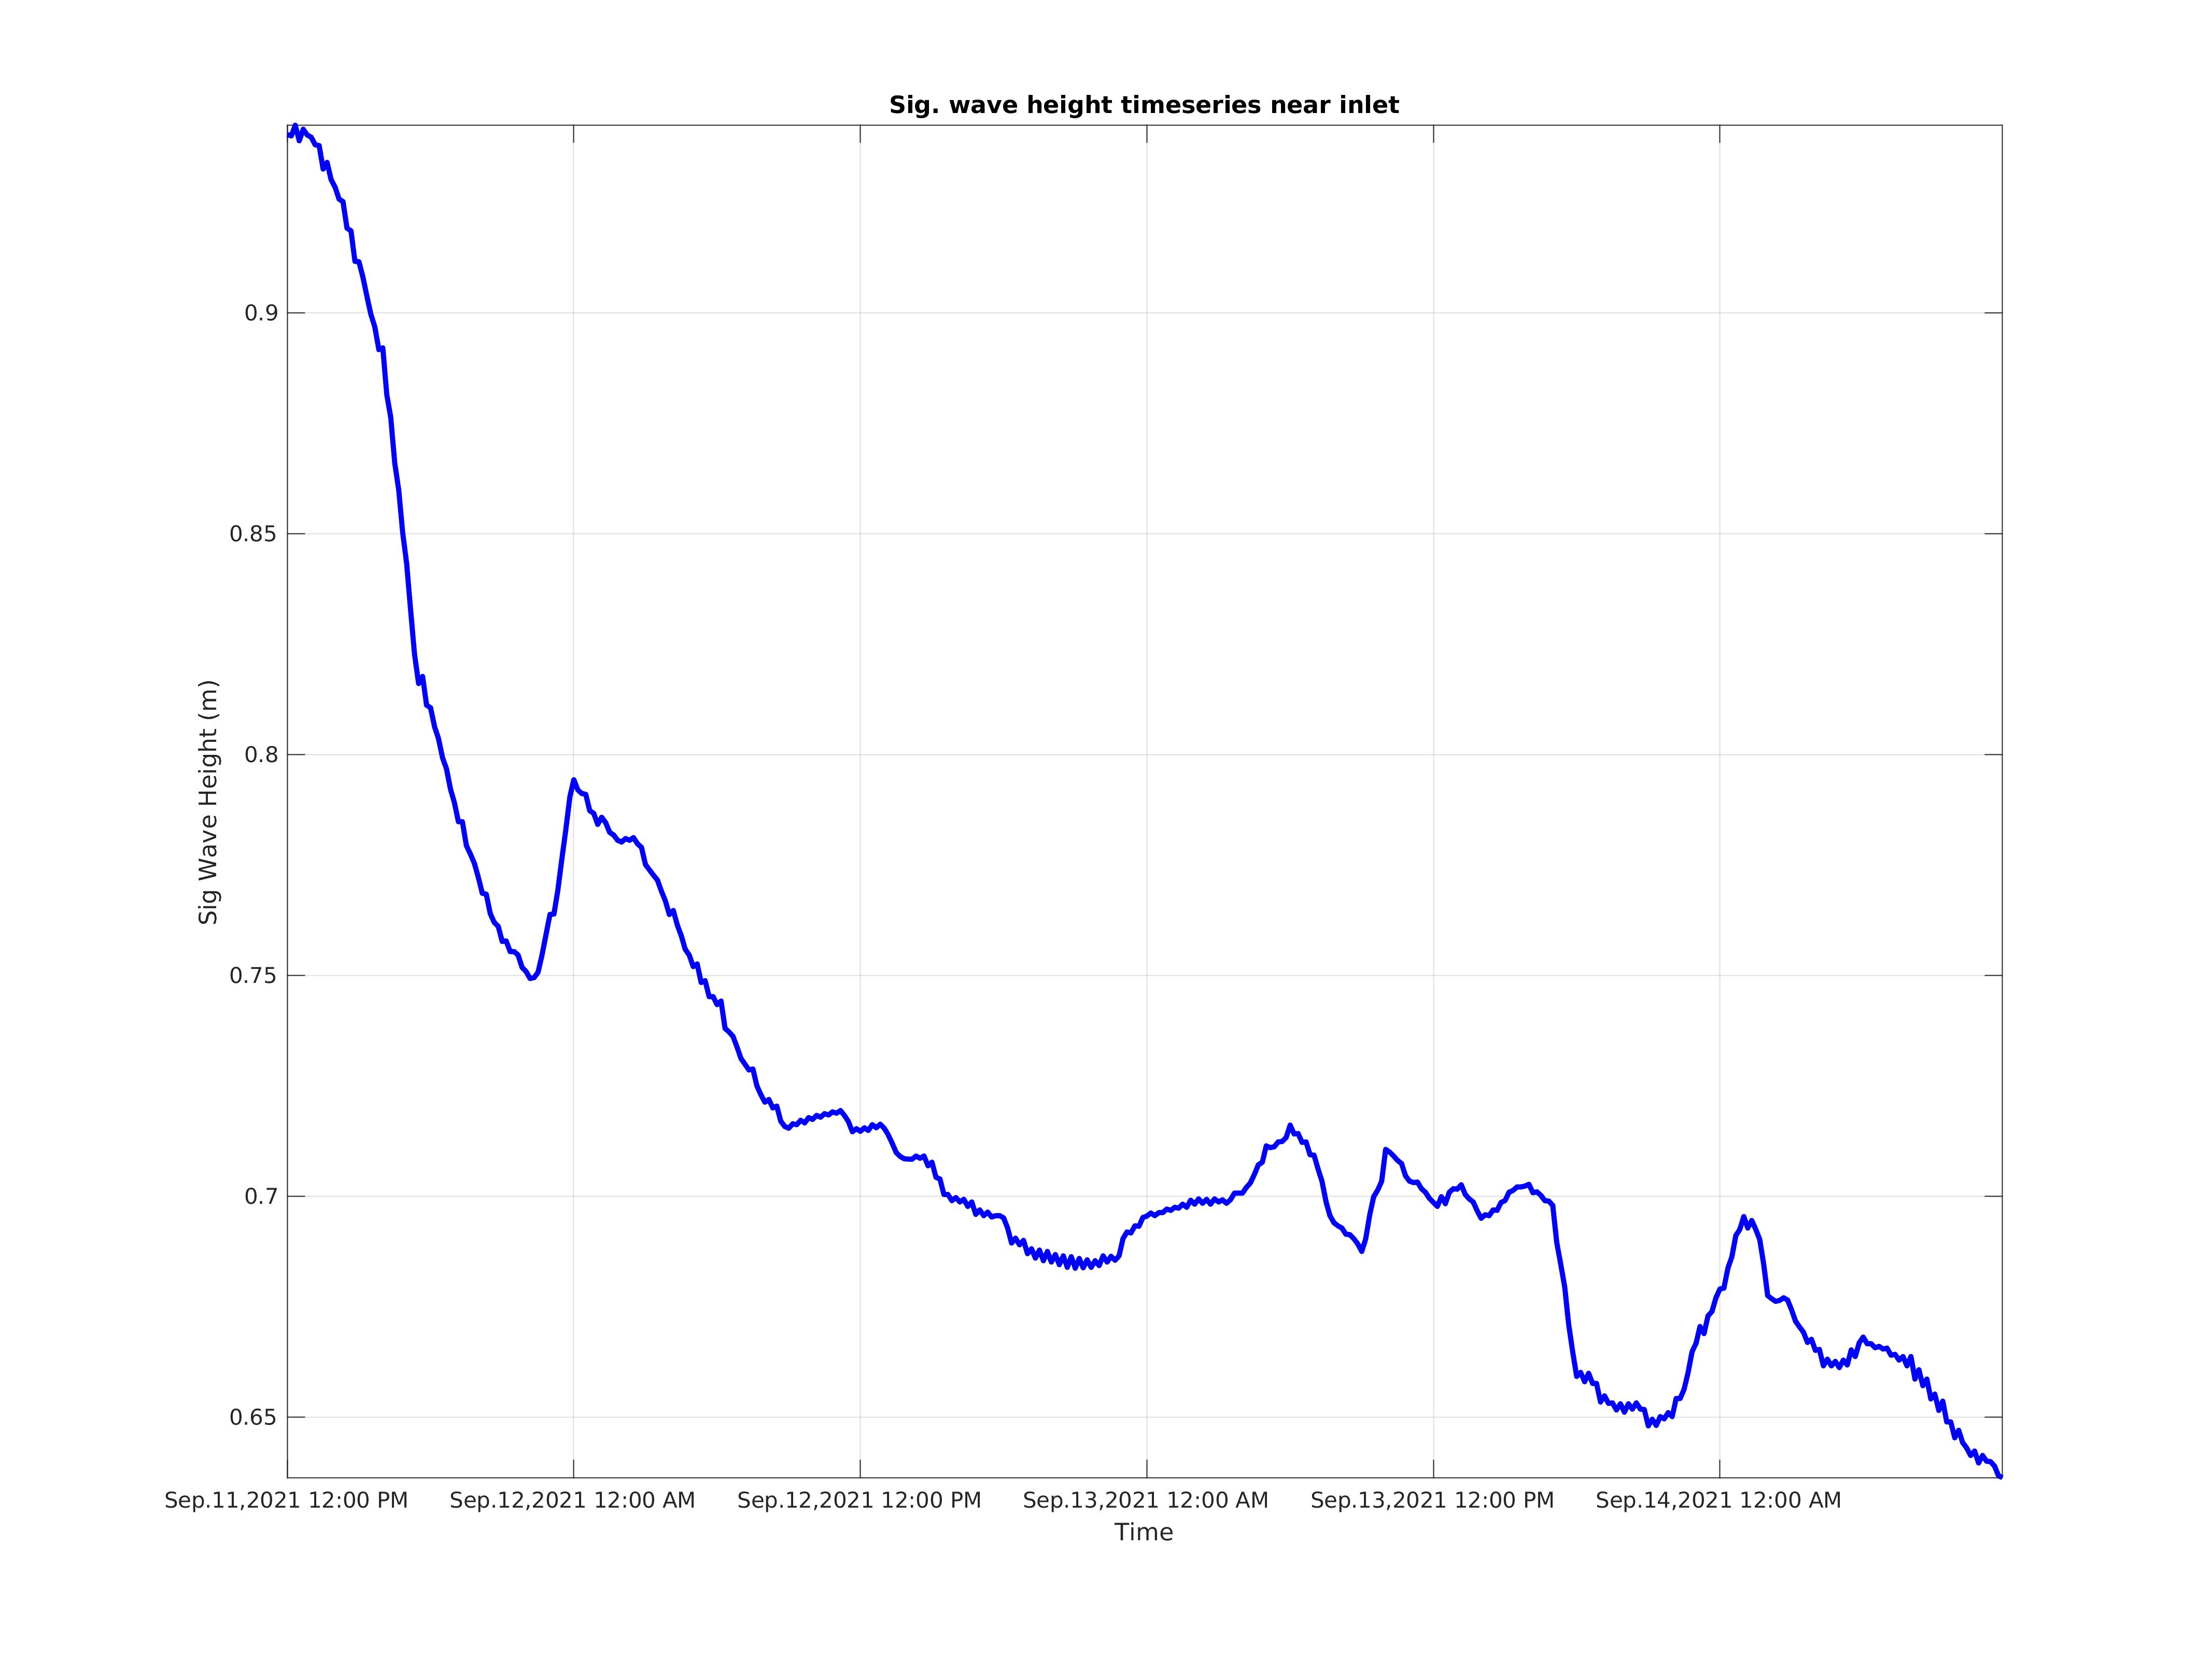 Sig. wave height timeseries near inlet
0.9
0.85
0.8
0.75
0.7
0.65
Sig Wave Height (m)
Sep.11,2021 12:00 PM Sep.12,2021 12:00 AM Sep.12,2021 12:00 PM Sep.13,2021 12:00 AM Sep.13,2021 12:00 PM Sep.14,2021 12:00 AM
Time